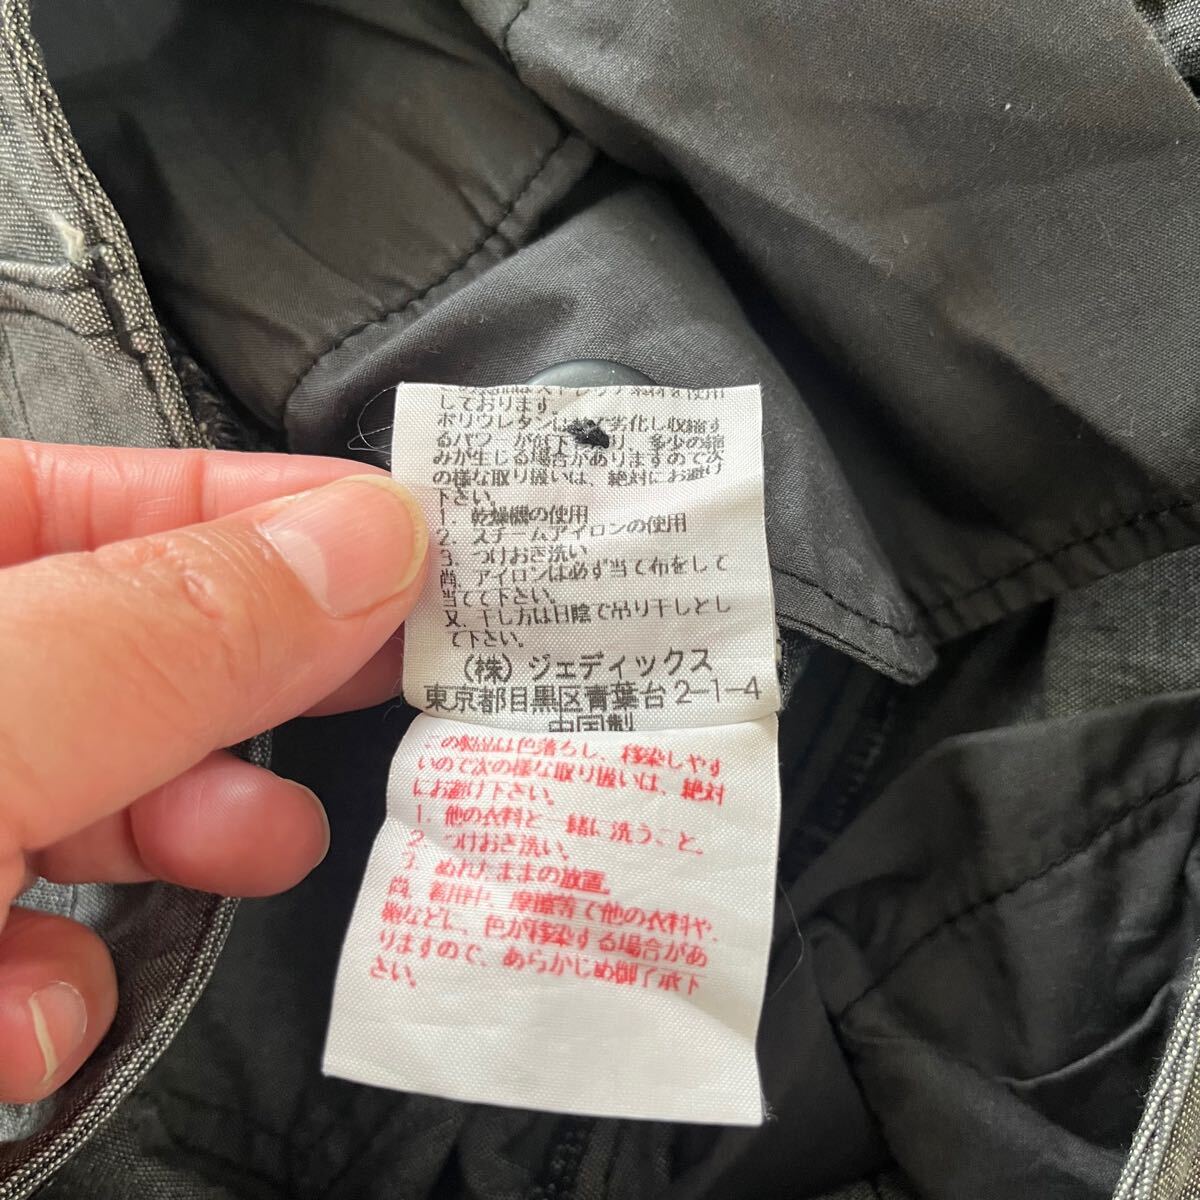 しております。
ポリウレタンは 劣化し収縮す
るパワーが低下 り、多少の縮
みが生じる場合がありますので次
の様な取り扱いは、絶対にお避け
下さい。
1. 乾燥機の使用
2. スチームアイロンの使用
3. つけおき洗い
尚、アイロンは必ず当て布をして
当てて下さい。
又、干し方は日陰で吊り干しとし
て下さい。
(株) ジェディックス
東京都目黒区青葉台2-1-4
中国製
この製品は色落ちし、移染しやす
いので次の様な取り扱いは、絶対
にお避け下さい。
1. 他の衣料と一緒に洗うこと。
2. つけおき洗い。
3. ぬれたままの放置。
尚、着用中、摩擦等で他の衣料や、
鞄などに、色が移染する場合があ
りますので、あらかじめ御了承下
さい。